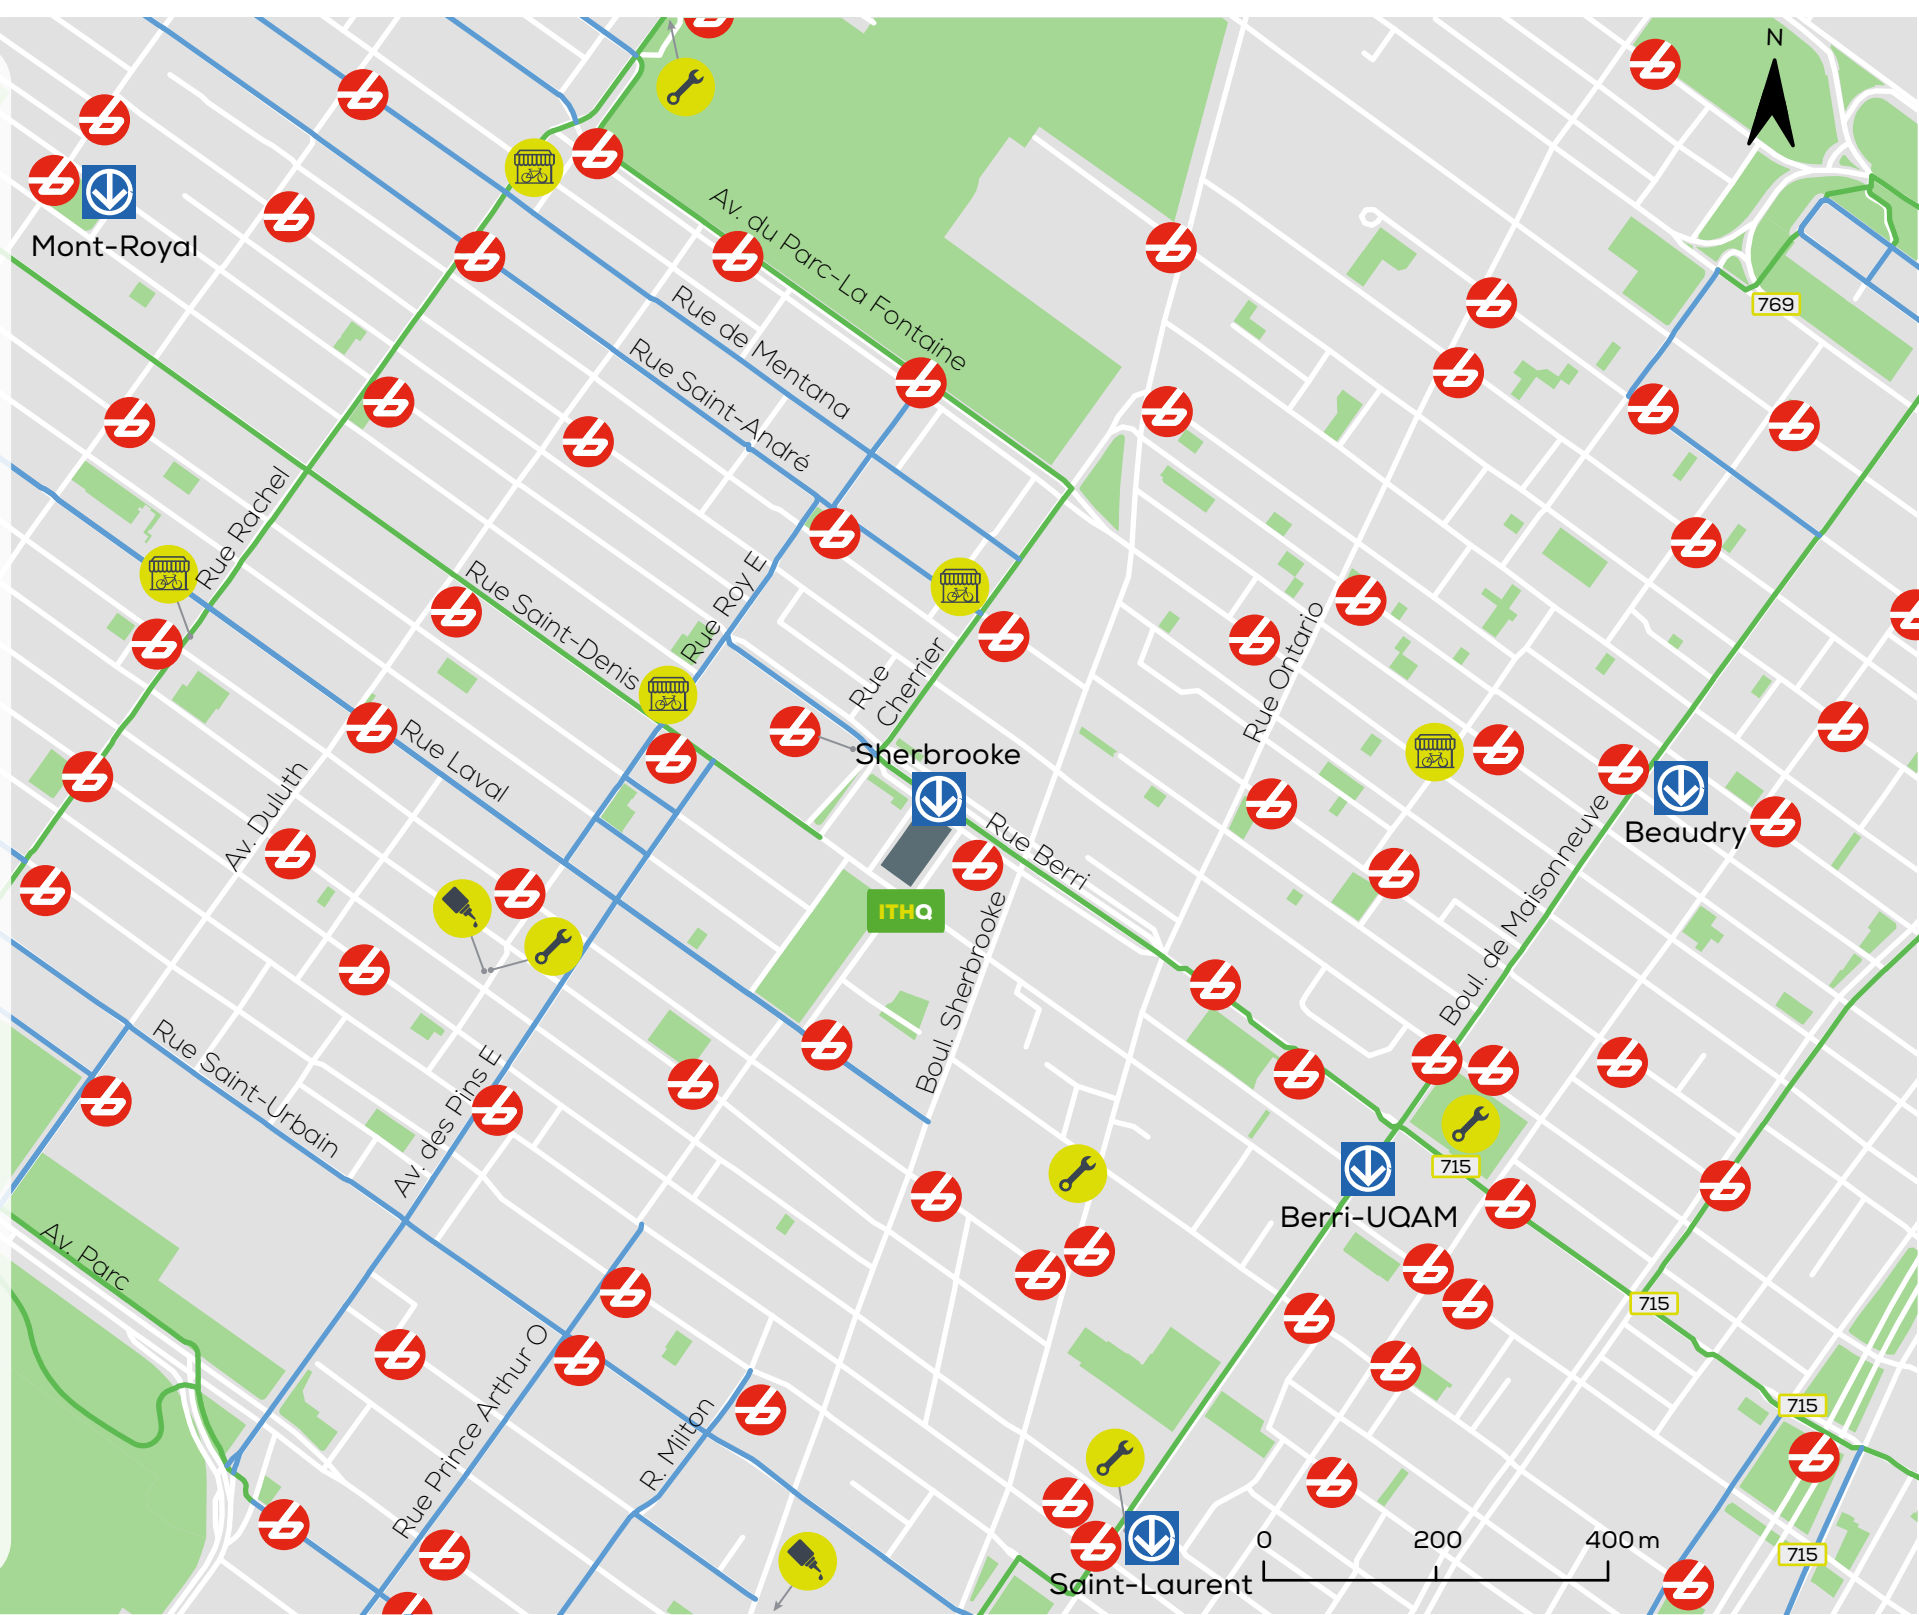 N
Mont-Royal
Av. du Parc-La Fontaine
Rue de Mentana
Rue Saint-André
769
Rue Rachel
Rue Saint-Denis
Rue Roy E
Rue
Cherrier
Rue Ontario
Sherbrooke
Rue Laval
Av. Duluth
Rue Berri
Boul. de Maisonneuve
Beaudry
ITHQ
Boul. Sherbrooke
Rue Saint-Urbain
Av. des Pins E
715
Berri-UQAM
Av. Parc
715
Rue Prince Arthur O
R. Milton
715
0 200 400 m
715
Saint-Laurent